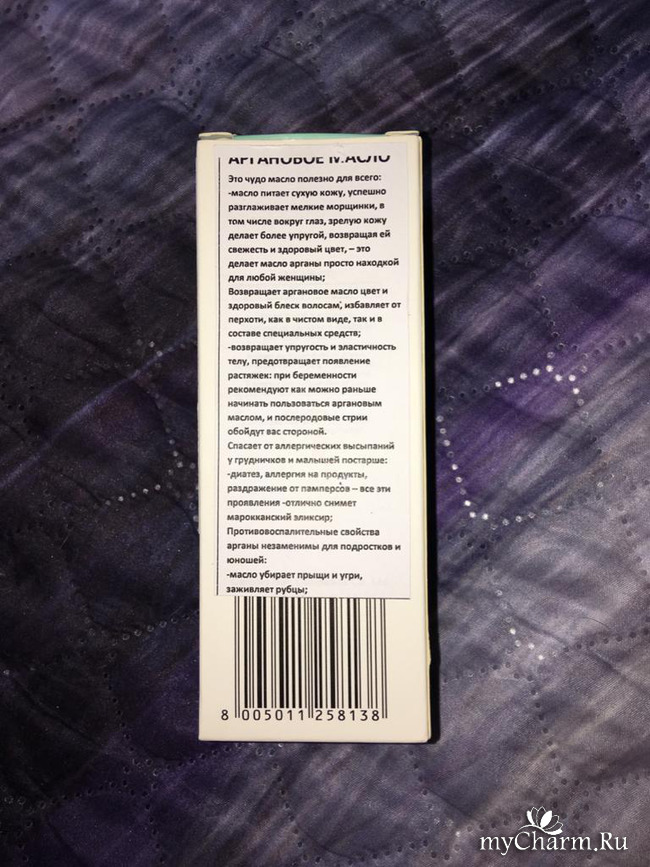 АРГАНОВОЕ МАСЛО
Это чудо масло полезно для всего:
-масло питает сухую кожу, успешно
разглаживает мелкие морщинки, в
том числе вокруг глаз, зрелую кожу
делает более упругой, возвращая ей
свежесть и здоровый цвет, – это
делает масло арганы просто находкой
для любой женщины;
Возвращает аргановое масло цвет и
здоровый блеск волосам, избавляет от
перхоти, как в чистом виде, так и в
составе специальных средств;
-возвращает упругость и эластичность
телу, предотвращает появление
растяжек: при беременности
рекомендуют как можно раньше
начинать пользоваться аргановым
маслом, и послеродовые стрии
обойдут вас стороной.
Спасает от аллергических высыпаний
у грудничков и малышей постарше:
-диатез, аллергия на продукты,
раздражение от памперсов – все эти
проявления -отлично снимет
марокканский эликсир;
Противовоспалительные свойства
арганы незаменимы для подростков и
юношей:
-масло убирает прыщи и угри,
заживляет рубцы;
8 005011 258138
myCharm.Ru